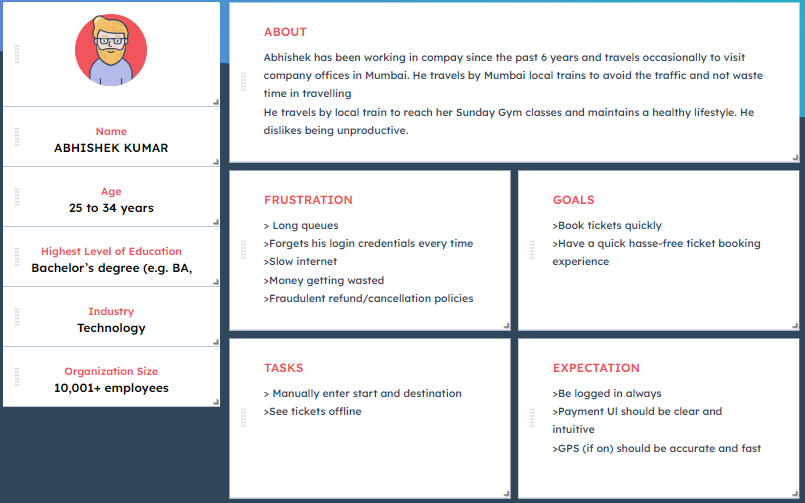 Name
ABHISHEK KUMAR
Age
25 to 34 years
Highest Level of Education
Bachelor’s degree (e.g. BA,
Industry
Technology
Organization Size
10,001+ employees
ABOUT
Abhishek has been working in compay since the past 6 years and travels occasionally to visit
company offices in Mumbai. He travels by Mumbai local trains to avoid the traffic and not waste
time in travelling
He travels by local train to reach her Sunday Gym classes and maintains a healthy lifestyle. He
dislikes being unproductive.
FRUSTRATION
> Long queues
>Forgets his login credentials every time
>Slow internet
>Money getting wasted
>Fraudulent refund/cancellation policies
GOALS
>Book tickets quickly
>Have a quick hasse-free ticket booking
experience
TASKS
> Manually enter start and destination
>See tickets offline
EXPECTATION
>Be logged in always
>Payment UI should be clear and
intuitive
>GPS (if on) should be accurate and fast